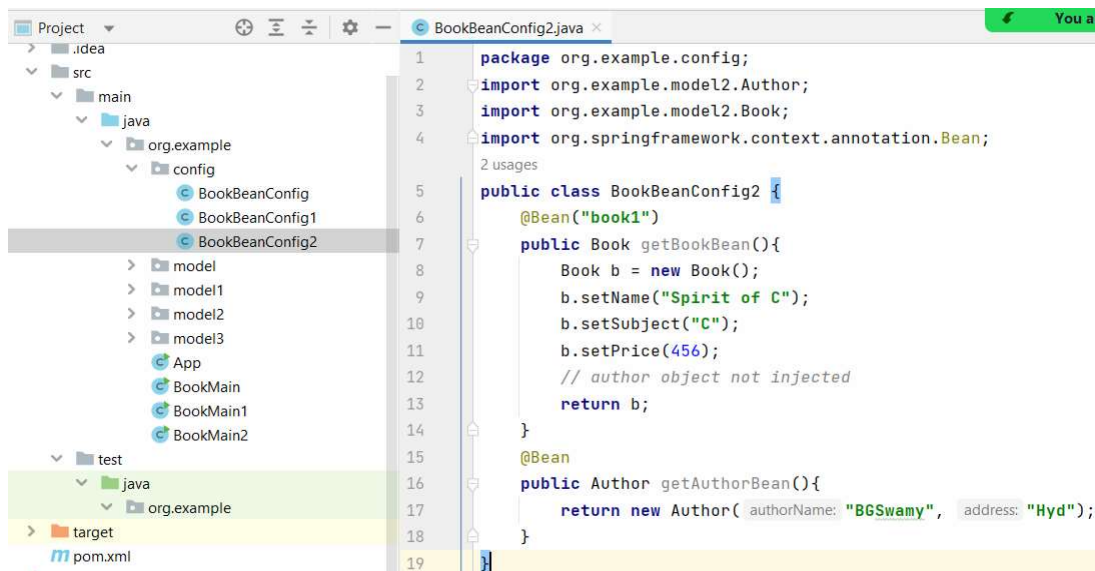 Project
BookBeanConfig2.java
You a
.idea
src
main
java
org.example
config
BookBeanConfig
BookBeanConfig1
BookBeanConfig2
model
model1
model2
model3
App
BookMain
BookMain1
BookMain2
test
java
org.example
target
pom.xml
1 package org.example.config;
2 import org.example.model2.Author;
3 import org.example.model2.Book;
4 import org.springframework.context.annotation.Bean;
2 usages
5 public class BookBeanConfig2 {
6 @Bean("book1")
7 public Book getBookBean(){
8 Book b = new Book();
9 b.setName("Spirit of C");
10 b.setSubject("C");
11 b.setPrice(456);
12 // author object not injected
13 return b;
14 }
15 @Bean
16 public Author getAuthorBean(){
17 return new Author( authorName: "BGSwamy", address: "Hyd");
18 }
19 }